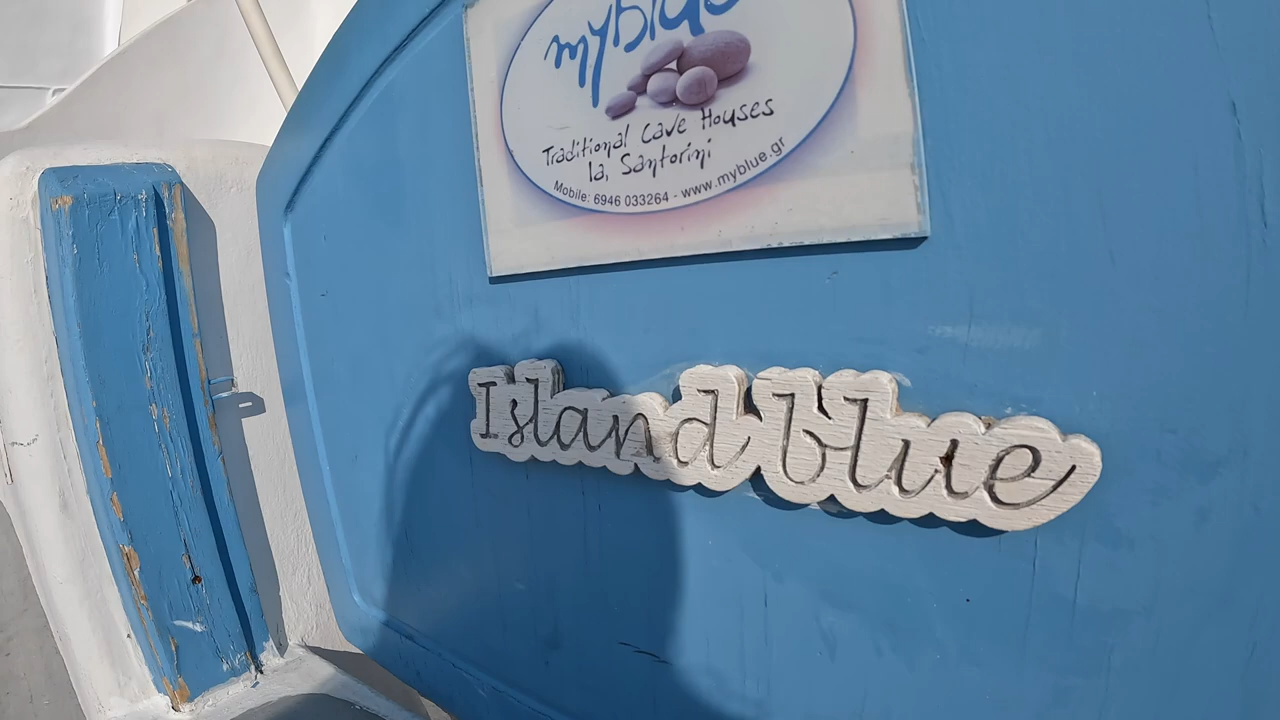 myblue
Traditional Cave Houses
Ia, Santorini
Mobile: 6946 033264 - www.myblue.gr
Island blue